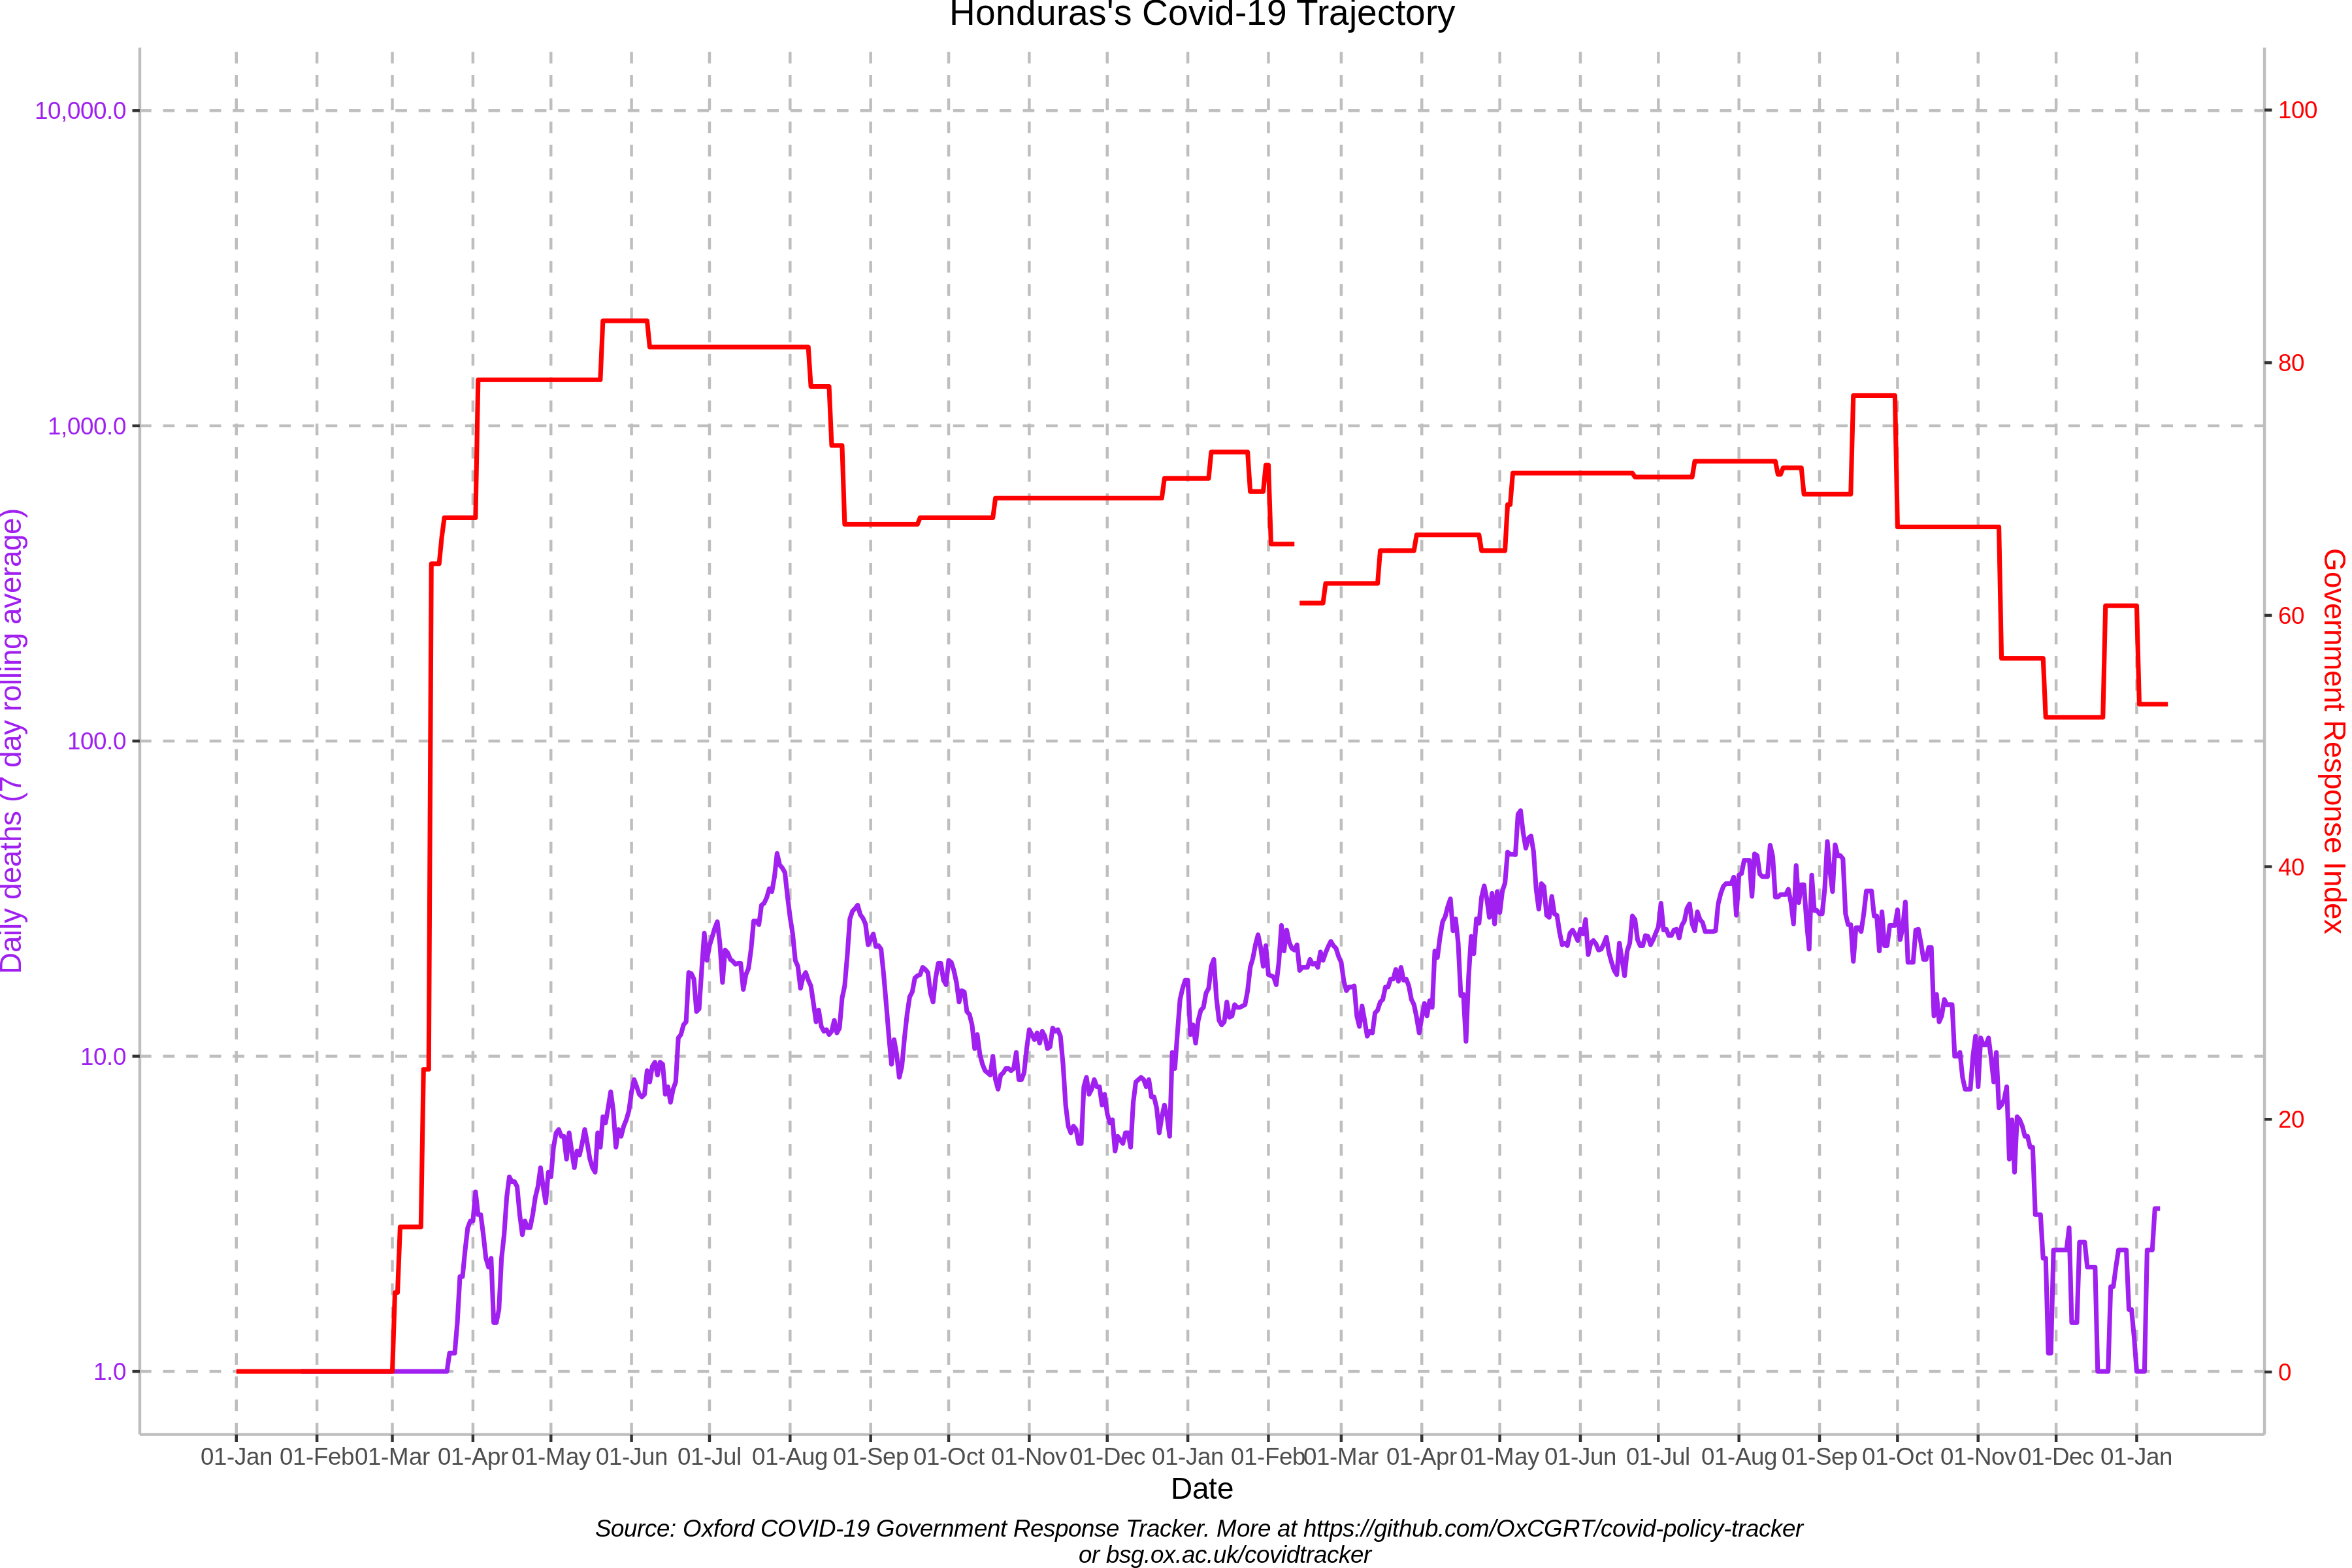 Honduras's Covid-19 Trajectory
10,000.0
1,000.0
100.0
10.0
1.0
Daily deaths (7 day rolling average)
100
80
60
40
20
0
Government Response Index
01-Jan 01-Feb 01-Mar 01-Apr 01-May 01-Jun 01-Jul 01-Aug 01-Sep 01-Oct 01-Nov 01-Dec 01-Jan 01-Feb 01-Mar 01-Apr 01-May 01-Jun 01-Jul 01-Aug 01-Sep 01-Oct 01-Nov 01-Dec 01-Jan
Date
Source: Oxford COVID-19 Government Response Tracker. More at https://github.com/OxCGRT/covid-policy-tracker
or bsg.ox.ac.uk/covidtracker